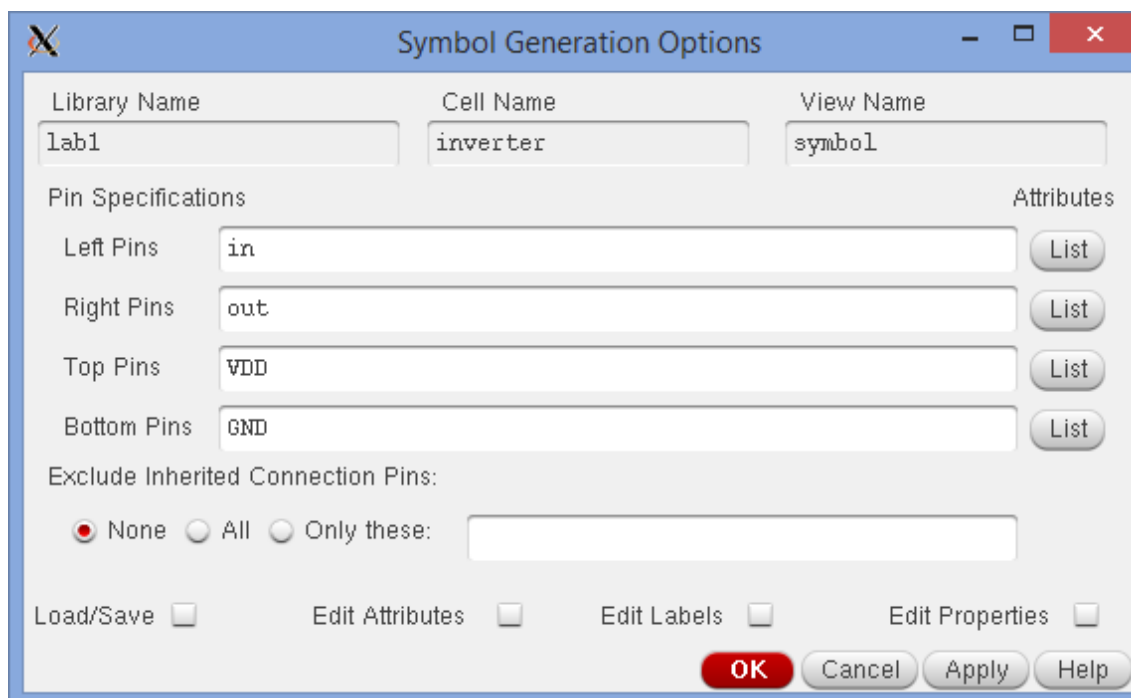 Symbol Generation Options
Library Name Cell Name View Name
lab1 inverter symbol
Pin Specifications Attributes
Left Pins in List
Right Pins out List
Top Pins VDD List
Bottom Pins GND List
Exclude Inherited Connection Pins:
None All Only these:
Load/Save Edit Attributes Edit Labels Edit Properties
OK Cancel Apply Help